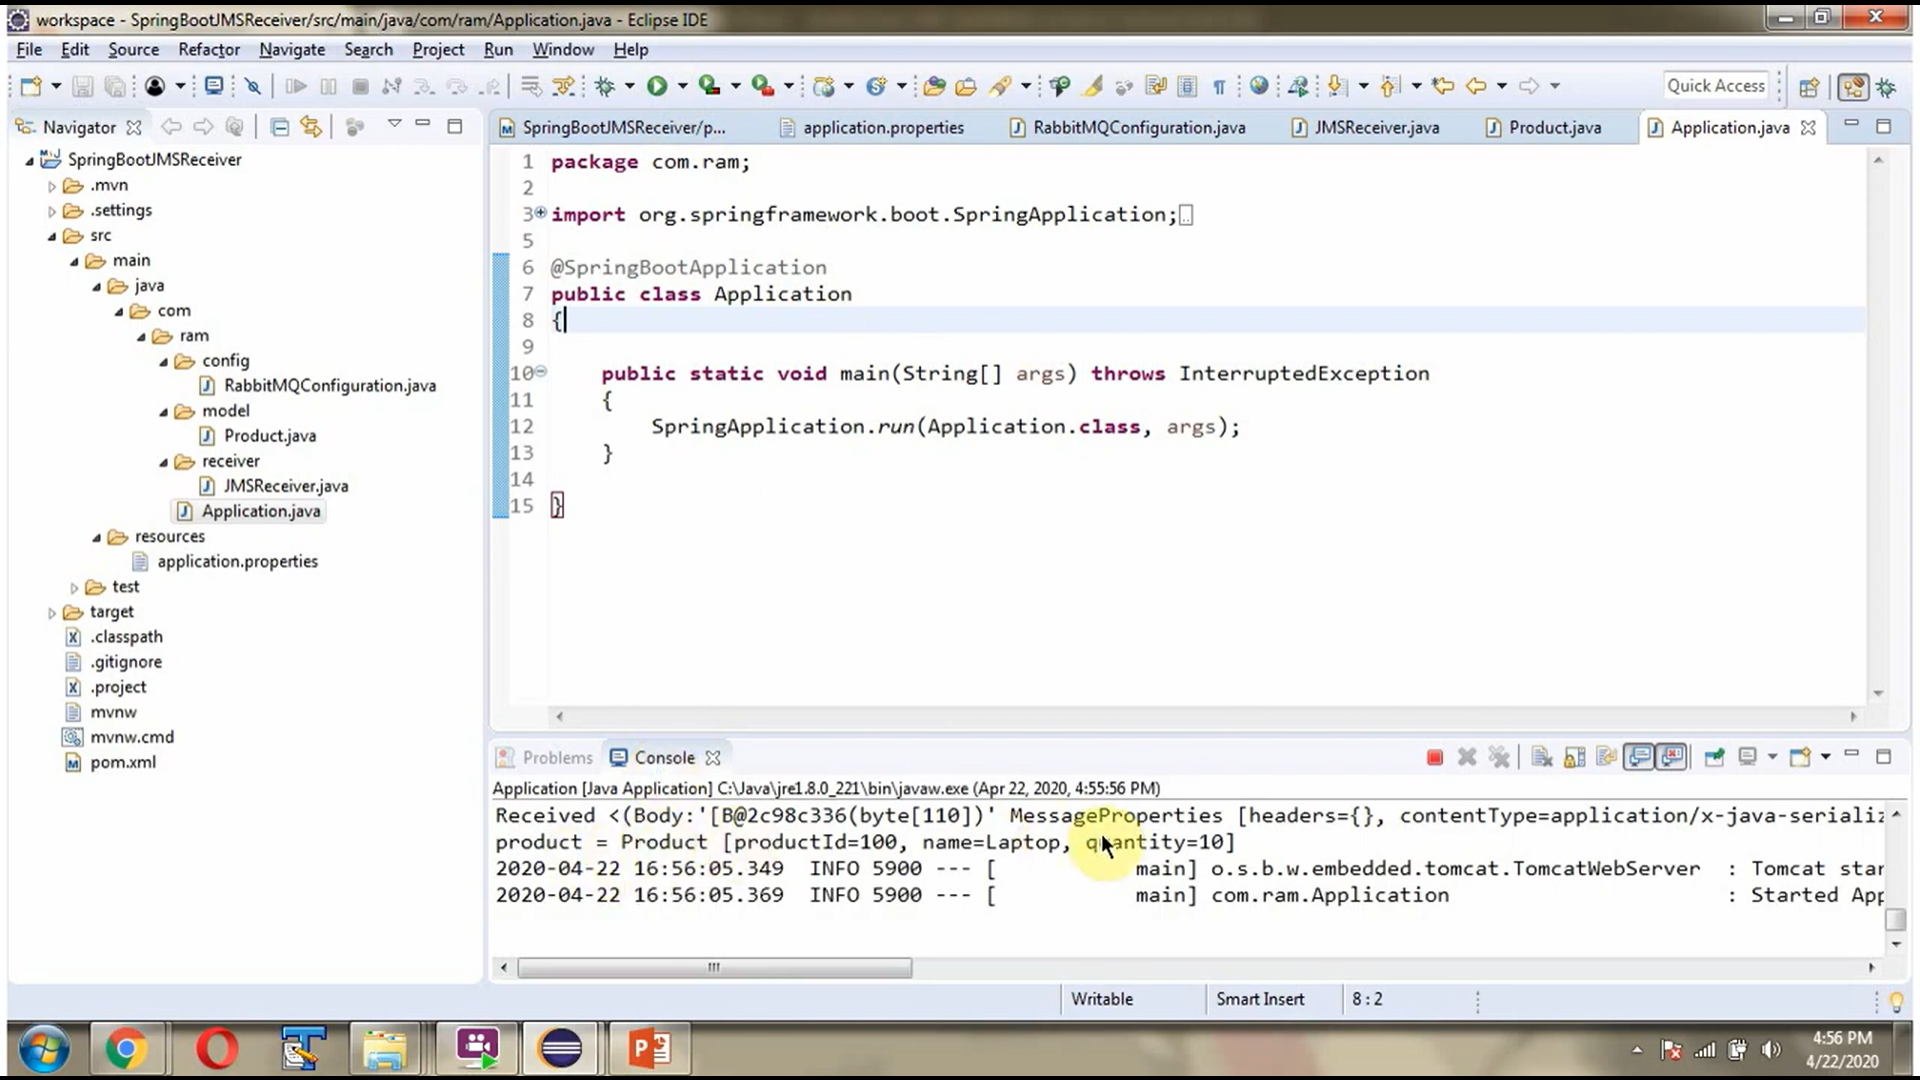 workspace - SpringBootJMSReceiver/src/main/java/com/ram/Application.java - Eclipse IDE
File Edit Source Refactor Navigate Search Project Run Window Help
Quick Access
Navigator
SpringBootJMSReceiver
.mvn
.settings
src
main
java
com
ram
config
RabbitMQConfiguration.java
model
Product.java
receiver
JMSReceiver.java
Application.java
resources
application.properties
test
target
.classpath
.gitignore
.project
mvnw
mvnw.cmd
pom.xml
SpringBootJMSReceiver/p... application.properties RabbitMQConfiguration.java JMSReceiver.java Product.java Application.java
1 package com.ram;
2
3 import org.springframework.boot.SpringApplication;
5
6 @SpringBootApplication
7 public class Application
8 {
9
10 public static void main(String[] args) throws InterruptedException
11 {
12 SpringApplication.run(Application.class, args);
13 }
14
15 }
Problems Console
Application [Java Application] C:\Java\jre1.8.0_221\bin\javaw.exe (Apr 22, 2020, 4:55:56 PM)
Received <(Body:'[B@2c98c336(byte[110])' MessageProperties [headers={}, contentType=application/x-java-serializ
product = Product [productId=100, name=Laptop, quantity=10]
2020-04-22 16:56:05.349 INFO 5900 --- [ main] o.s.b.w.embedded.tomcat.TomcatWebServer : Tomcat star
2020-04-22 16:56:05.369 INFO 5900 --- [ main] com.ram.Application : Started App
Writable Smart Insert 8 : 2
4:56 PM
4/22/2020